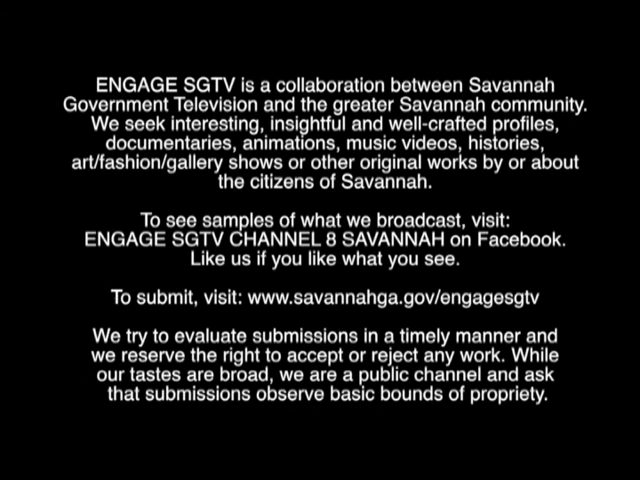 ENGAGE SGTV is a collaboration between Savannah
Government Television and the greater Savannah community.
We seek interesting, insightful and well-crafted profiles,
documentaries, animations, music videos, histories,
art/fashion/gallery shows or other original works by or about
the citizens of Savannah.
To see samples of what we broadcast, visit:
ENGAGE SGTV CHANNEL 8 SAVANNAH on Facebook.
Like us if you like what you see.
To submit, visit: www.savannahga.gov/engagesgtv
We try to evaluate submissions in a timely manner and
we reserve the right to accept or reject any work. While
our tastes are broad, we are a public channel and ask
that submissions observe basic bounds of propriety.